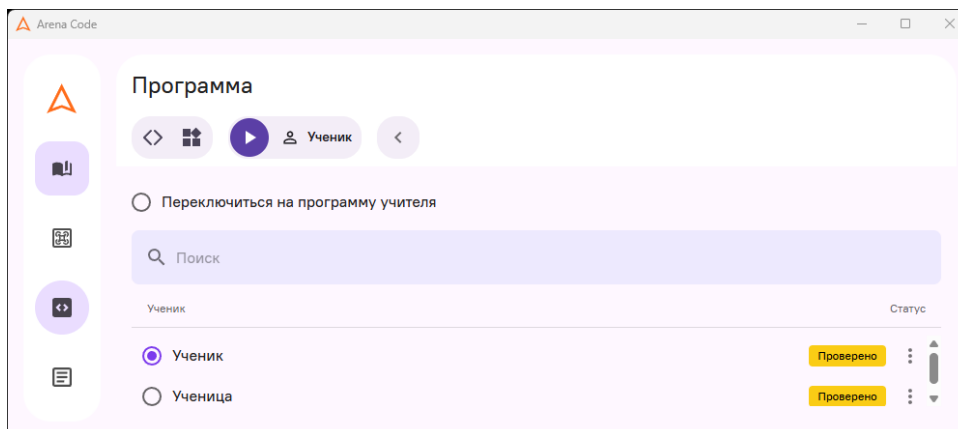 Arena Code
Программа
Ученик
Переключиться на программу учителя
Поиск
Ученик Статус
Ученик Проверено
Ученица Проверено